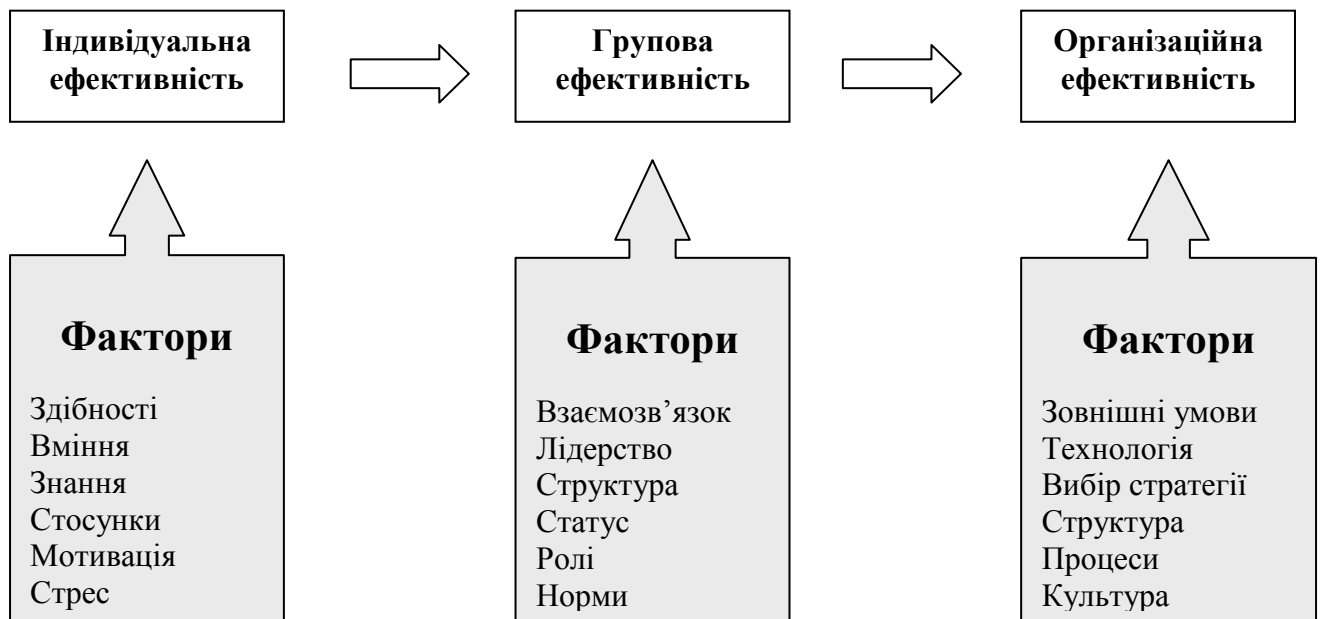 Індивідуальна
ефективність
Групова
ефективність
Організаційна
ефективність
Фактори
Здібності
Вміння
Знання
Стосунки
Мотивація
Стрес
Фактори
Взаємозв’язок
Лідерство
Структура
Статус
Ролі
Норми
Фактори
Зовнішні умови
Технологія
Вибір стратегії
Структура
Процеси
Культура